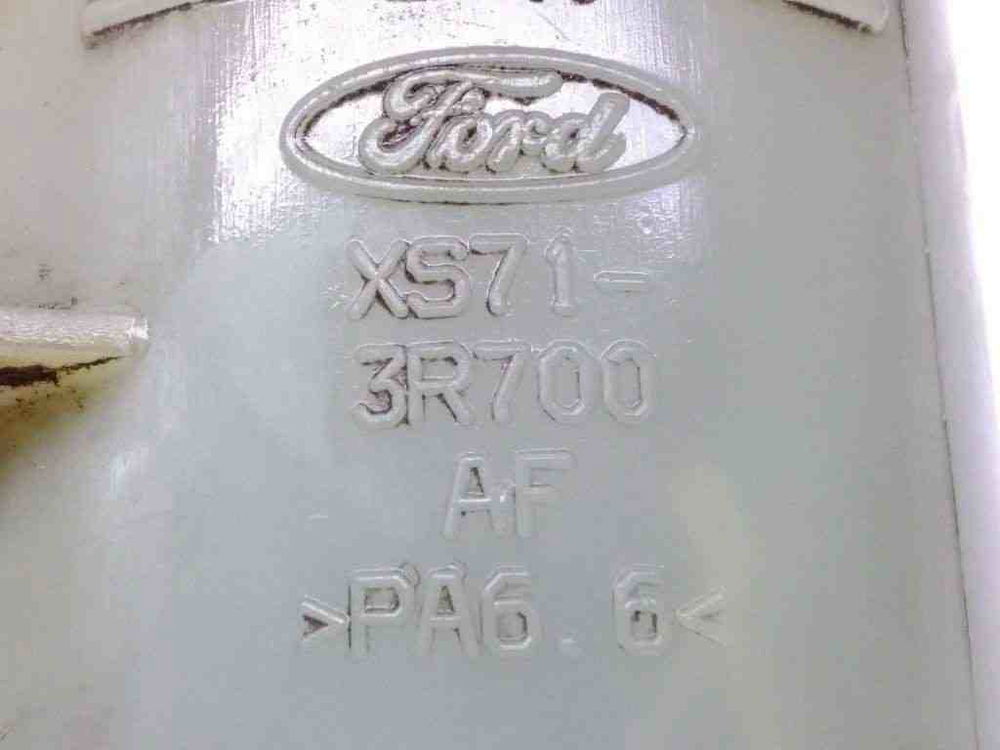 Ford
XS71-
3R700
AF
>PA6.6<